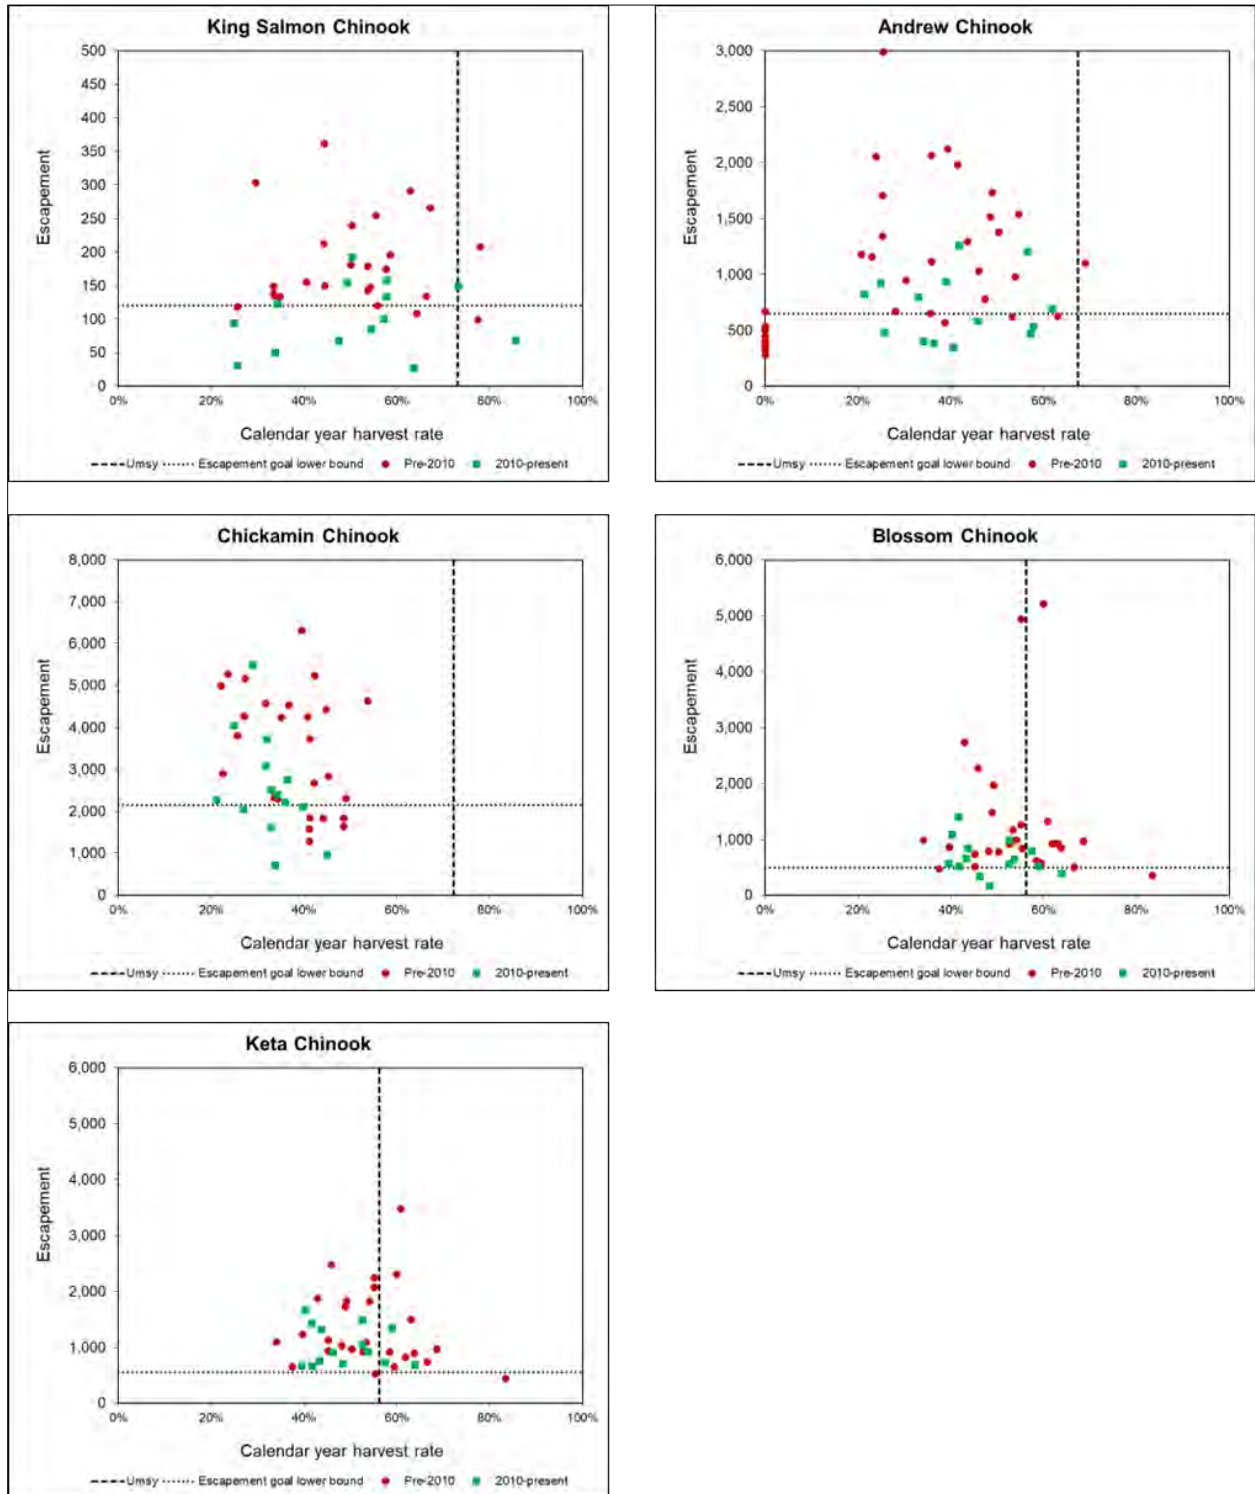 King Salmon Chinook
500
450
400
350
300
250
200
150
100
50
0
Escapement
0% 20% 40% 60% 80% 100%
Calendar year harvest rate
Umsy Escapement goal lower bound Pre-2010 2010-present
Andrew Chinook
3,000
2,500
2,000
1,500
1,000
500
0
Escapement
0% 20% 40% 60% 80% 100%
Calendar year harvest rate
Umsy Escapement goal lower bound Pre-2010 2010-present
Chickamin Chinook
8,000
7,000
6,000
5,000
4,000
3,000
2,000
1,000
0
Escapement
0% 20% 40% 60% 80% 100%
Calendar year harvest rate
Umsy Escapement goal lower bound Pre-2010 2010-present
Blossom Chinook
6,000
5,000
4,000
3,000
2,000
1,000
0
Escapement
0% 20% 40% 60% 80% 100%
Calendar year harvest rate
Umsy Escapement goal lower bound Pre-2010 2010-present
Keta Chinook
6,000
5,000
4,000
3,000
2,000
1,000
0
Escapement
0% 20% 40% 60% 80% 100%
Calendar year harvest rate
Umsy Escapement goal lower bound Pre-2010 2010-present